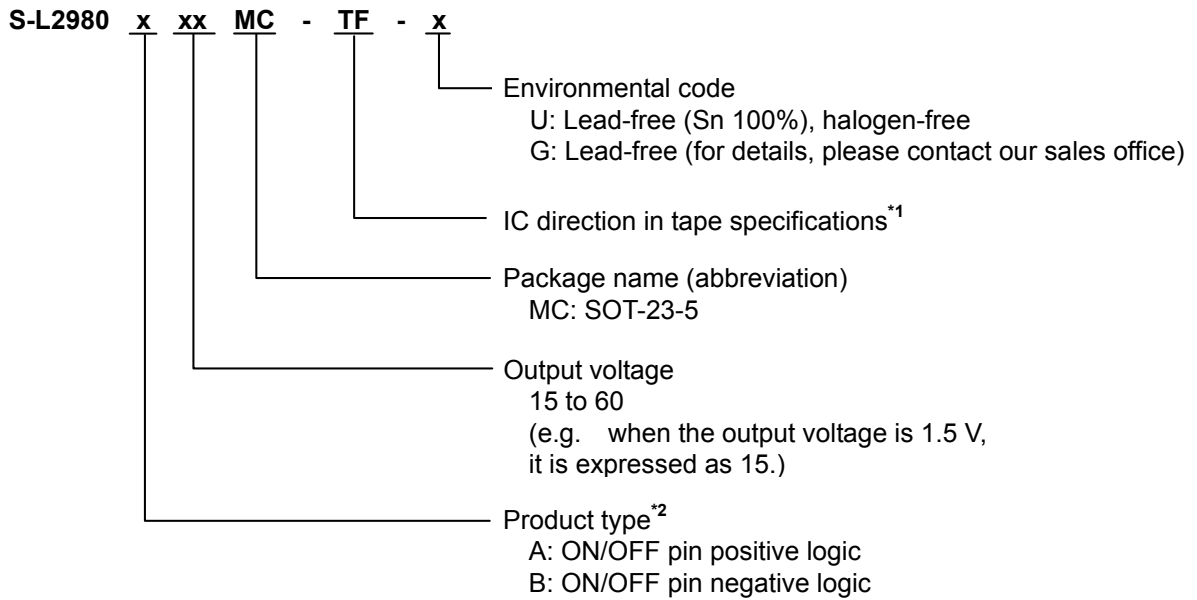 S-L2980 x xx MC - TF - x
Environmental code
U: Lead-free (Sn 100%), halogen-free
G: Lead-free (for details, please contact our sales office)
IC direction in tape specifications*1
Package name (abbreviation)
MC: SOT-23-5
Output voltage
15 to 60
(e.g. when the output voltage is 1.5 V,
it is expressed as 15.)
Product type*2
A: ON/OFF pin positive logic
B: ON/OFF pin negative logic